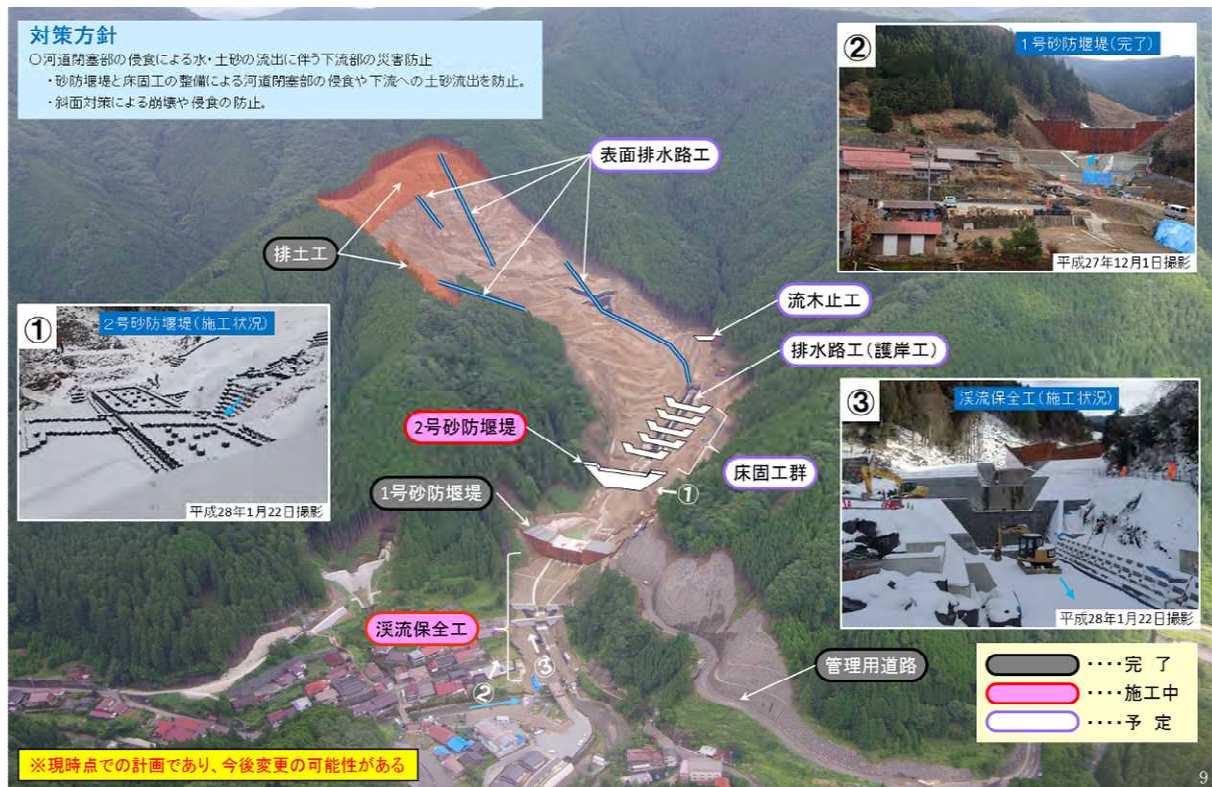 対策方針
○河道閉塞部の侵食による水・土砂の流出に伴う下流部の災害防止
・砂防堰堤と床固工の整備による河道閉塞部の侵食や下流への土砂流出を防止。
・斜面対策による崩壊や侵食の防止。
②
1号砂防堰堤(完了)
平成27年12月1日撮影
表面排水路工
排土工
①
2号砂防堰堤(施工状況)
平成28年1月22日撮影
流木止工
排水路工(護岸工)
2号砂防堰堤
床固工群
①
1号砂防堰堤
③
渓流保全工(施工状況)
平成28年1月22日撮影
渓流保全工
③
②
管理用道路
‥‥完 了
‥‥施工中
‥‥予 定
※現時点での計画であり、今後変更の可能性がある
9